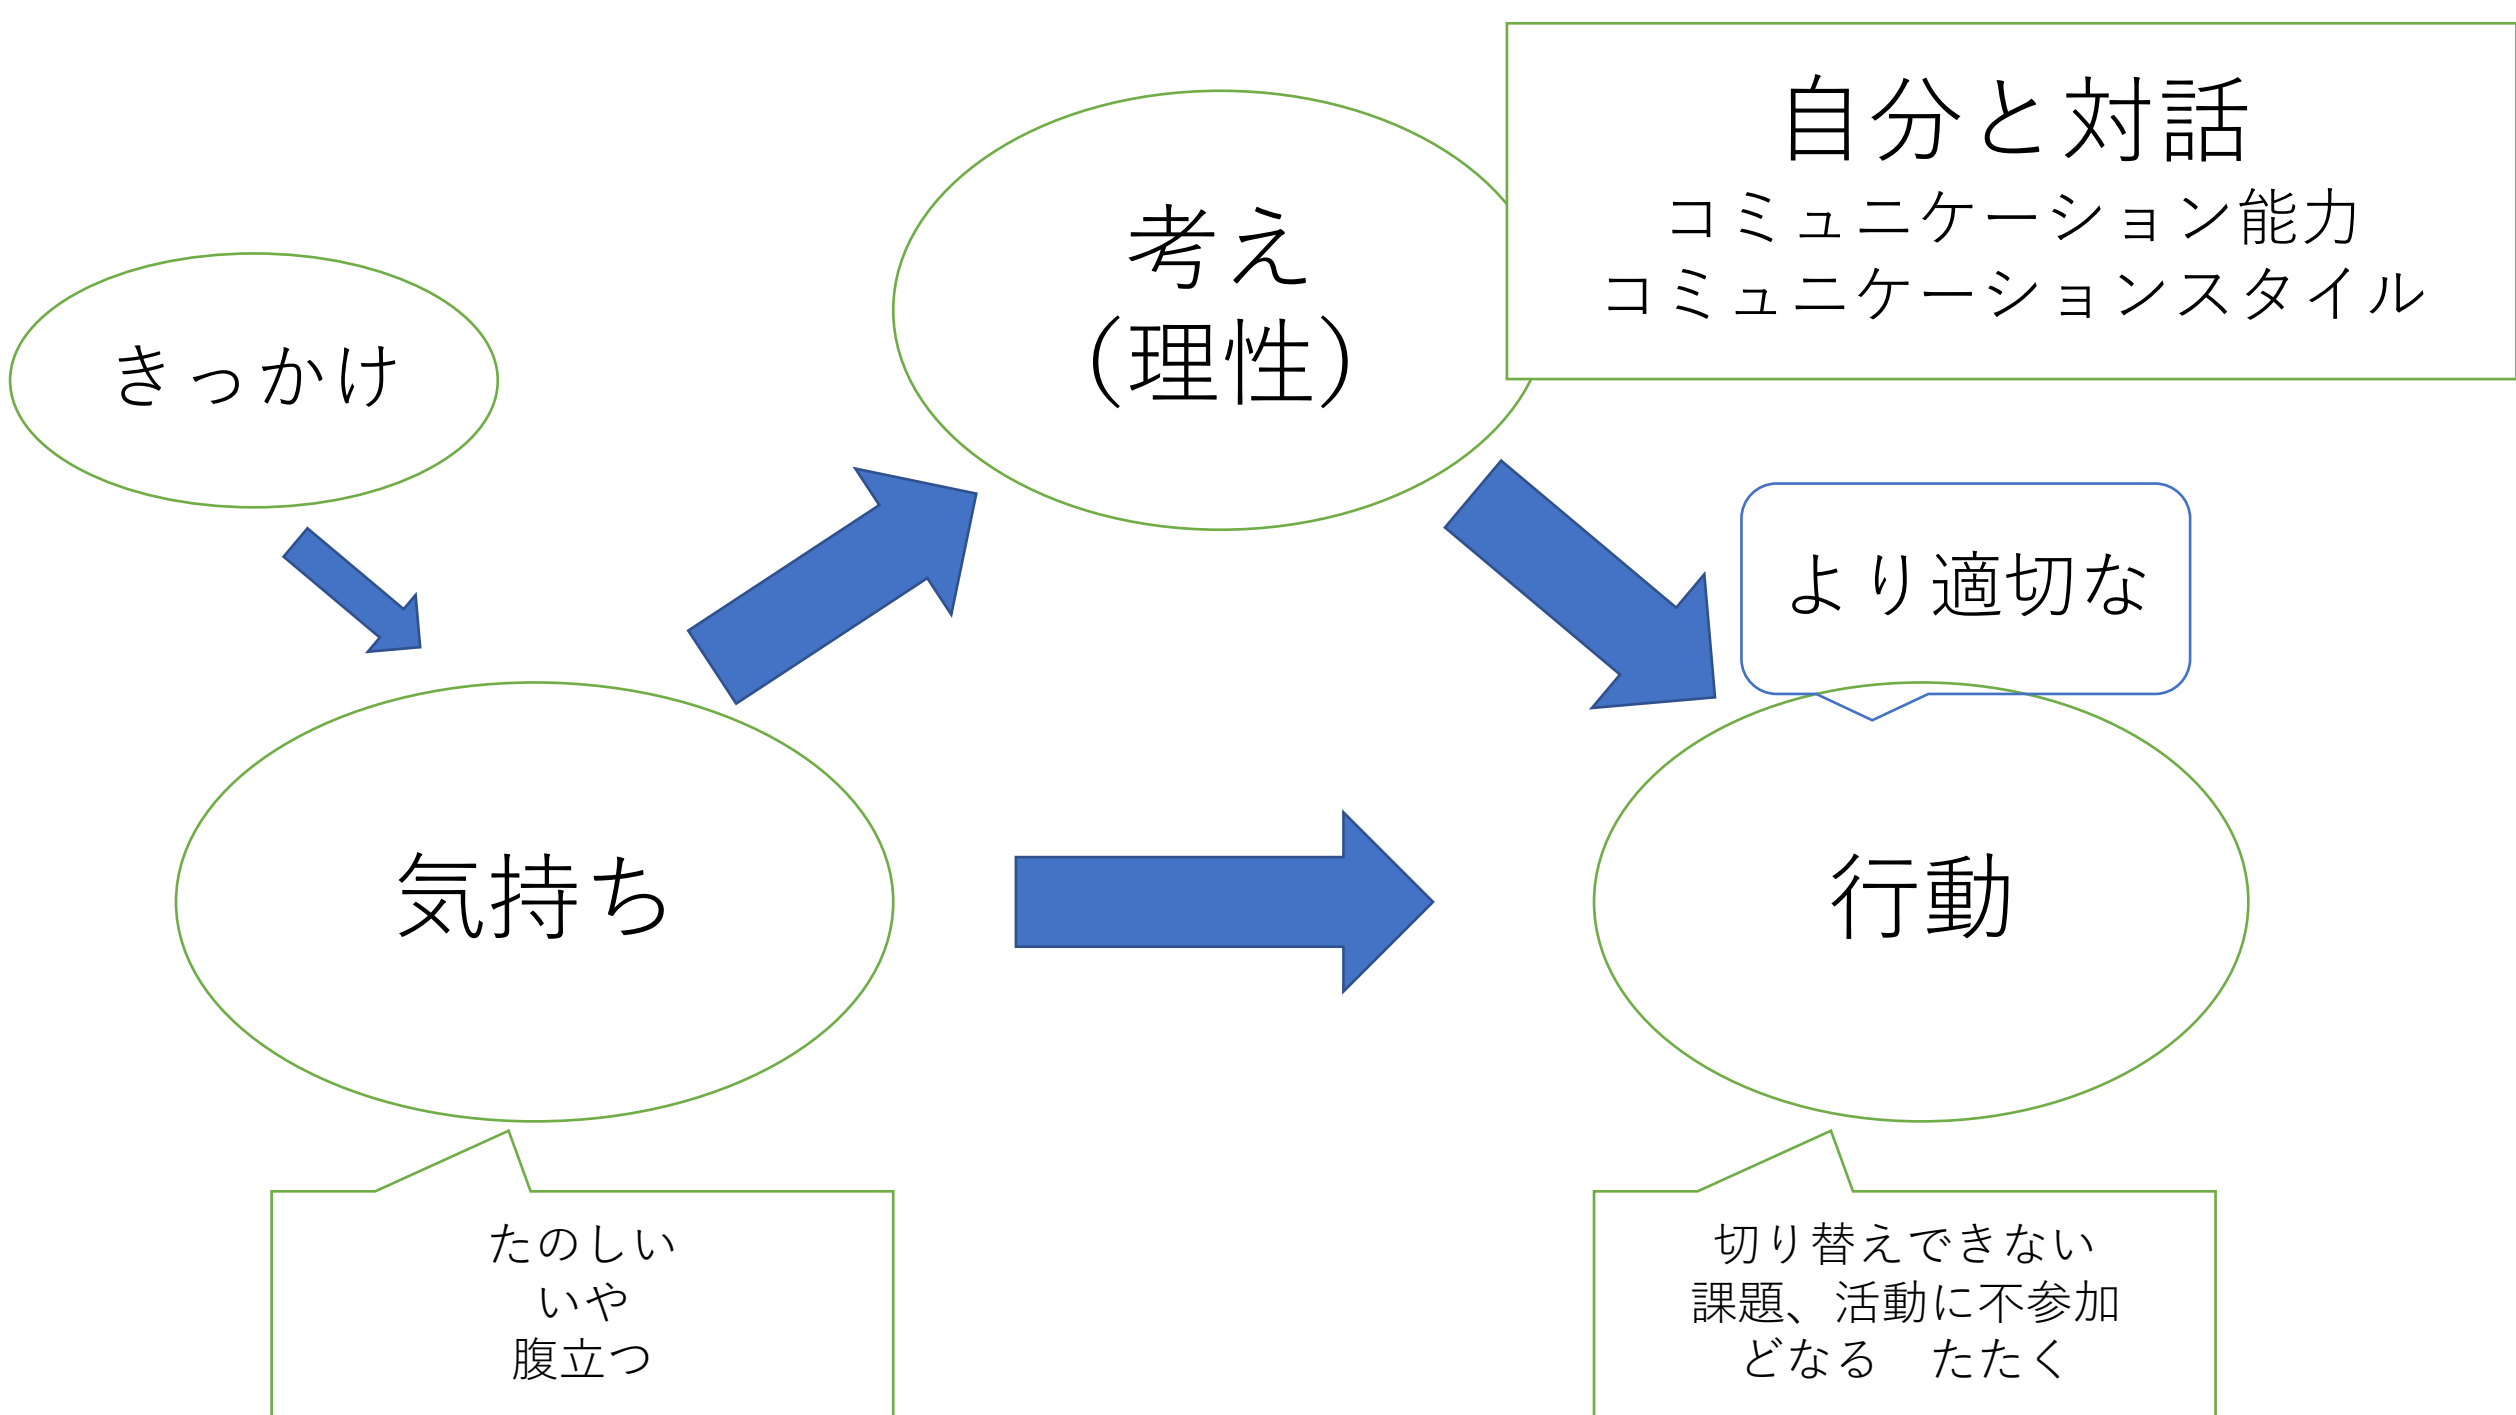 自分と対話
コミュニケーション能力
コミュニケーションスタイル
考え
（理性）
きっかけ
より適切な
気持ち
行動
たのしい
いや
腹立つ
切り替えできない
課題、活動に不参加
どなる　たたく